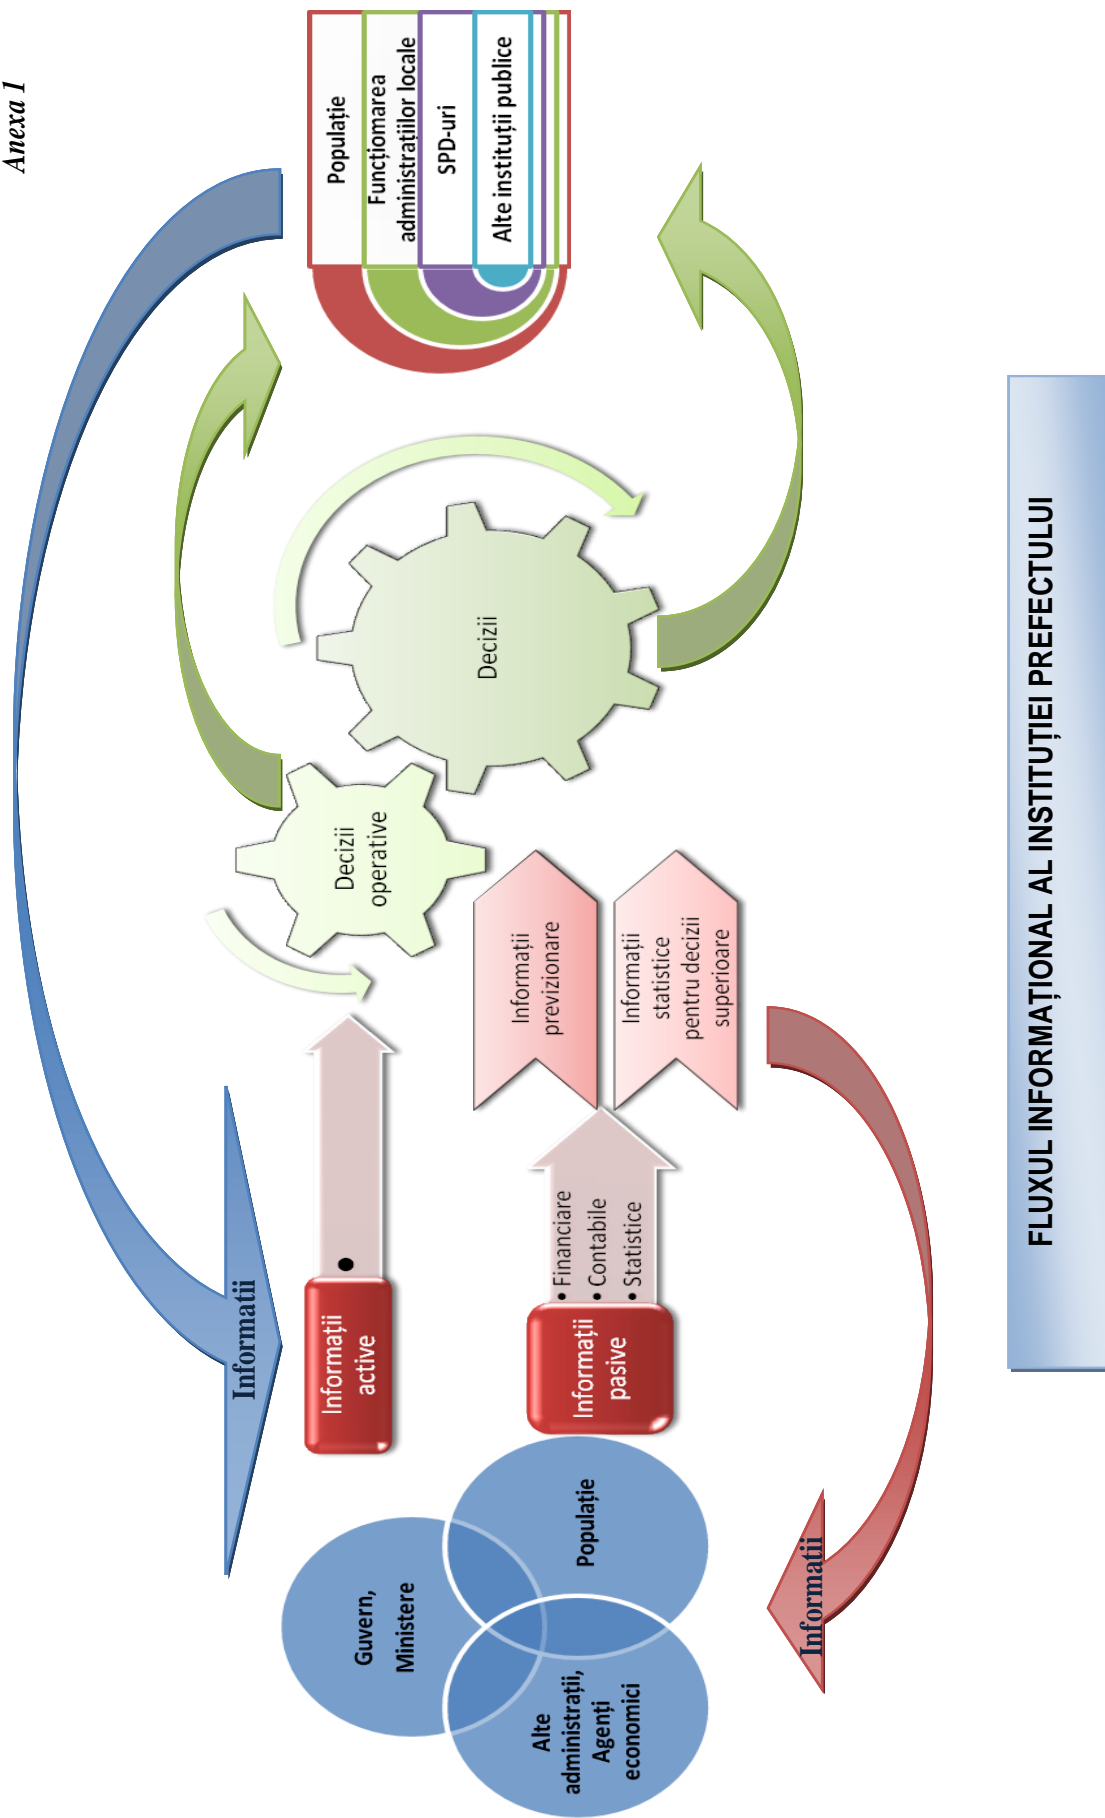 Anexa 1
Informatii
Guvern,
Ministere
Alte
administrații,
Agenți
economici
Populație
Informații
active
•
Informații
pasive
• Financiare
• Contabile
• Statistice
Informații
previzionare
Informații
statistice
pentru decizii
superioare
Decizii
operative
Decizii
Populație
Funcționarea
administrațiilor locale
SPD-uri
Alte instituții publice
Informatii
FLUXUL INFORMAȚIONAL AL INSTITUȚIEI PREFECTULUI